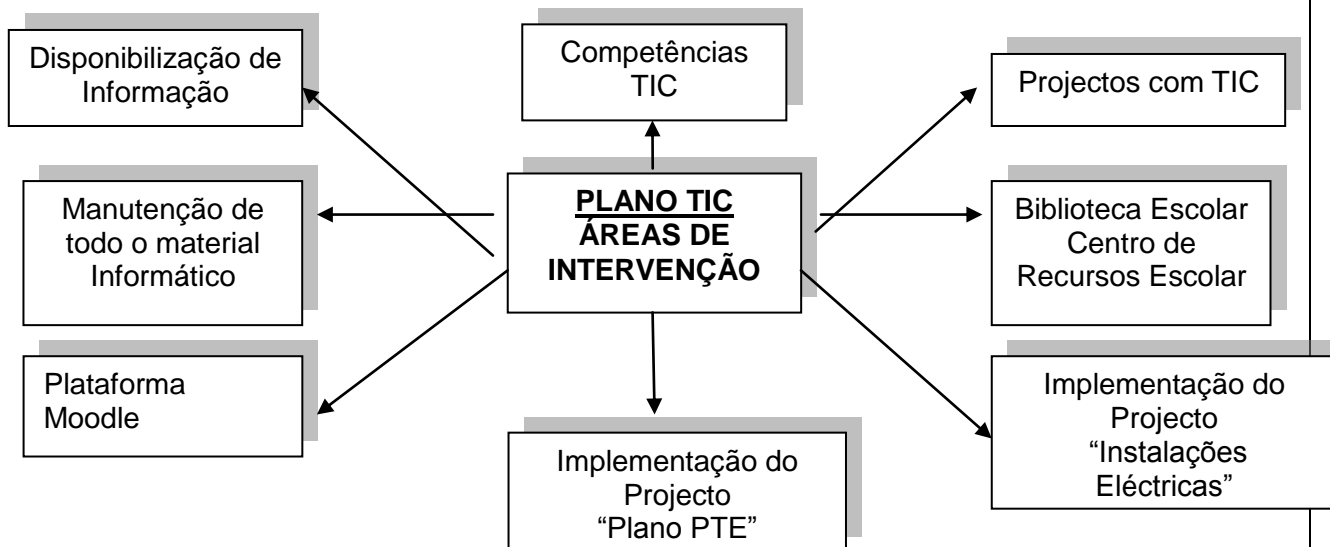 Disponibilização de
Informação
Competências
TIC
Projectos com TIC
Manutenção de
todo o material
Informático
PLANO TIC
ÁREAS DE
INTERVENÇÃO
Biblioteca Escolar
Centro de
Recursos Escolar
Plataforma
Moodle
Implementação do
Projecto
“Plano PTE”
Implementação do
Projecto
“Instalações
Eléctricas”